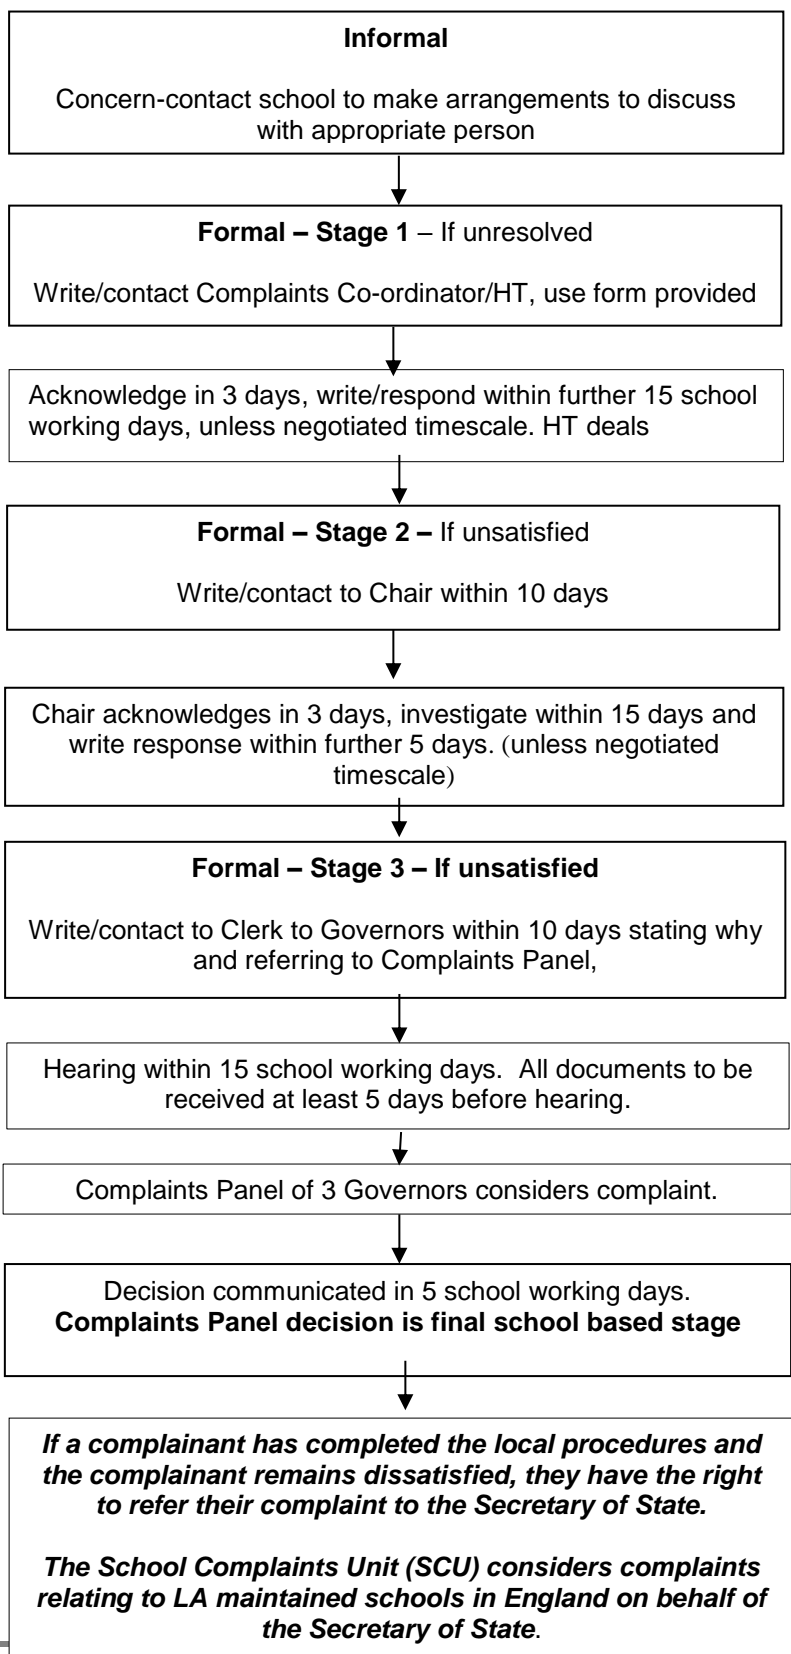 Informal
Concern-contact school to make arrangements to discuss
with appropriate person
Formal – Stage 1 – If unresolved
Write/contact Complaints Co-ordinator/HT, use form provided
Acknowledge in 3 days, write/respond within further 15 school
working days, unless negotiated timescale. HT deals
Formal – Stage 2 – If unsatisfied
Write/contact to Chair within 10 days
Chair acknowledges in 3 days, investigate within 15 days and
write response within further 5 days. (unless negotiated
timescale)
Formal – Stage 3 – If unsatisfied
Write/contact to Clerk to Governors within 10 days stating why
and referring to Complaints Panel,
Hearing within 15 school working days.  All documents to be
received at least 5 days before hearing.
Complaints Panel of 3 Governors considers complaint.
Decision communicated in 5 school working days.
Complaints Panel decision is final school based stage
If a complainant has completed the local procedures and
the complainant remains dissatisfied, they have the right
to refer their complaint to the Secretary of State.
The School Complaints Unit (SCU) considers complaints
relating to LA maintained schools in England on behalf of
the Secretary of State.